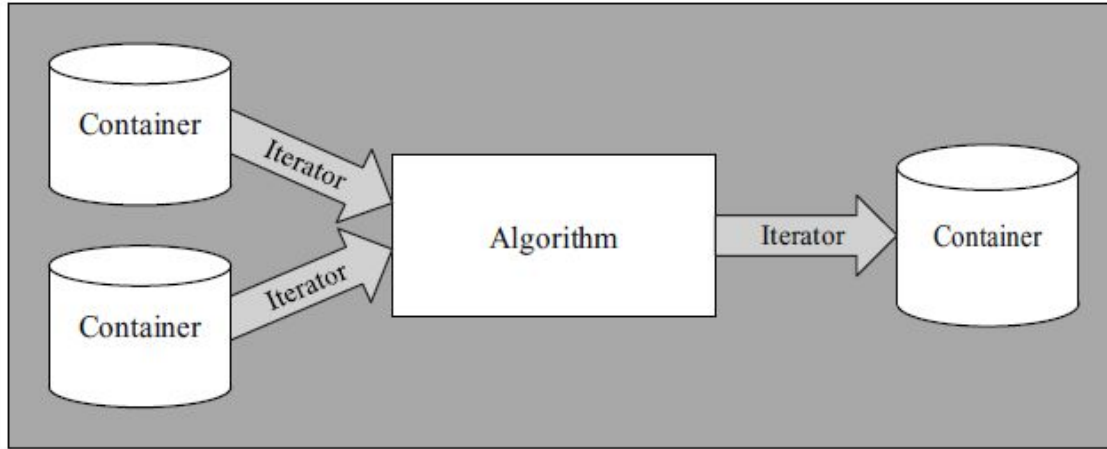 Container
Iterator
Container
Iterator
Algorithm
Iterator
Container